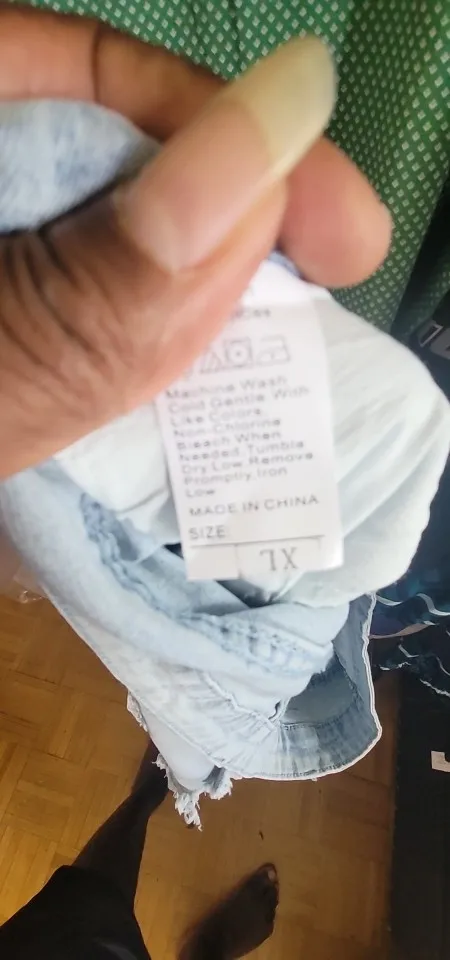 Machine Wash
Cold Gentle With
Like Colors,
Non-Chlorine
Bleach When
Needed, Tumble
Dry Low, Remove
Promptly, Iron
Low
MADE IN CHINA
SIZE:
XL